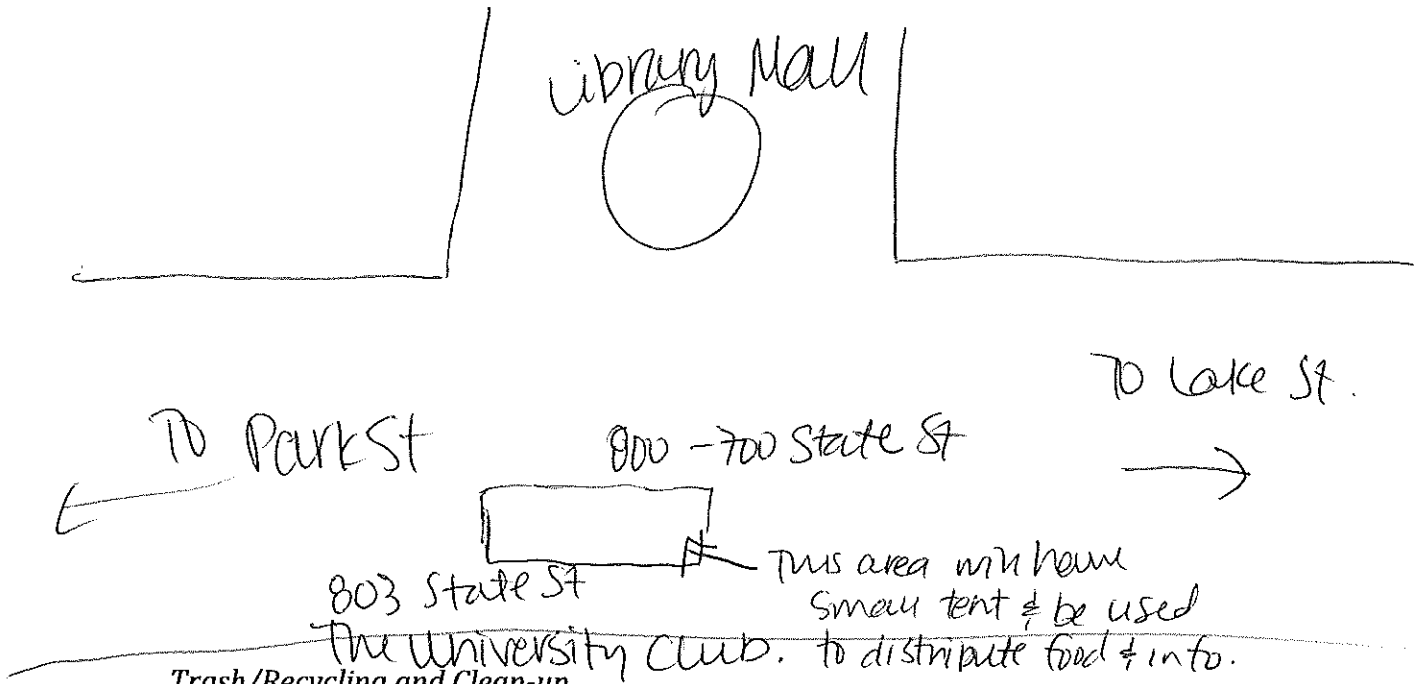 Library Mall
To Lake St.
To Park St
800 - 700 State St
This area will have
small tent & be used
to distribute food & info.
803 State St
The University Club.
Trash/Recycling and Clean-up